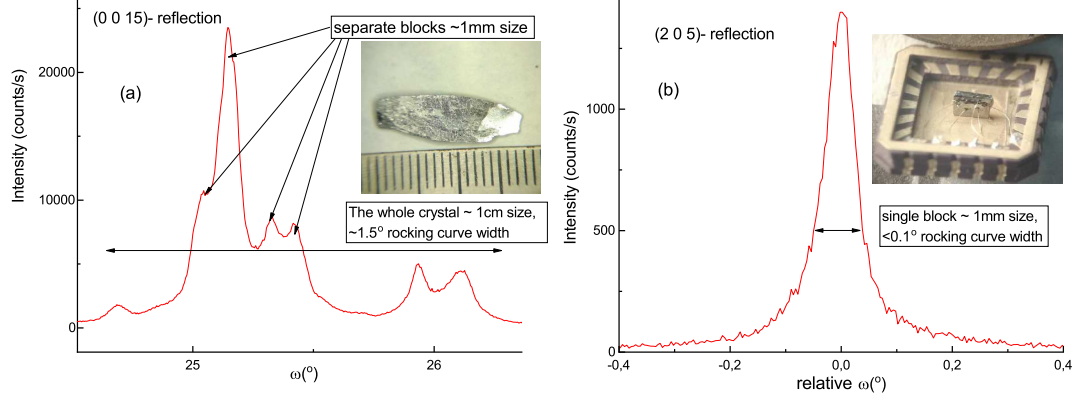 (0 0 15)- reflection
separate blocks ~1mm size
(a)
Intensity (counts/s)
20000
10000
0
The whole crystal ~ 1cm size,
~1.5° rocking curve width
25
26
ω(°)
(2 0 5)- reflection
(b)
Intensity (counts/s)
1000
500
0
single block ~ 1mm size,
<0.1° rocking curve width
-0,4
-0,2
0,0
0,2
0,4
relative ω(°)